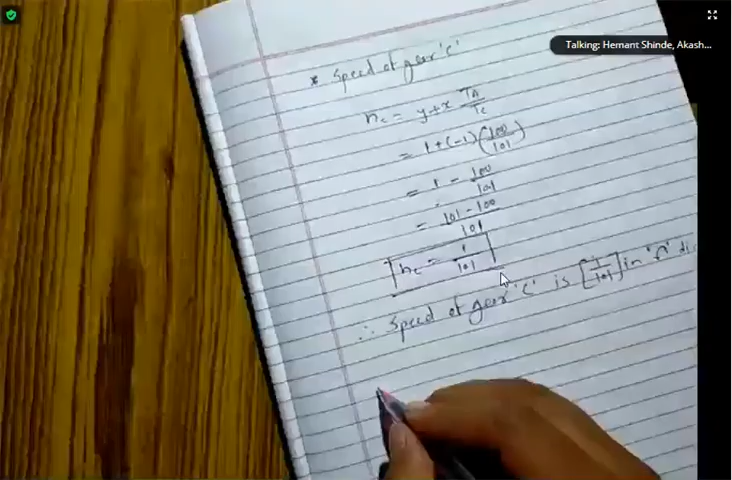 Talking: Hemant Shinde, Akash...
* Speed of gear 'C'
nc = y+x TA/TC
= 1+(-1)(100/101)
= 1 - 100/101
= 101-100/101
nc = 1/101
∴ Speed of gear 'C' is [1/101] in